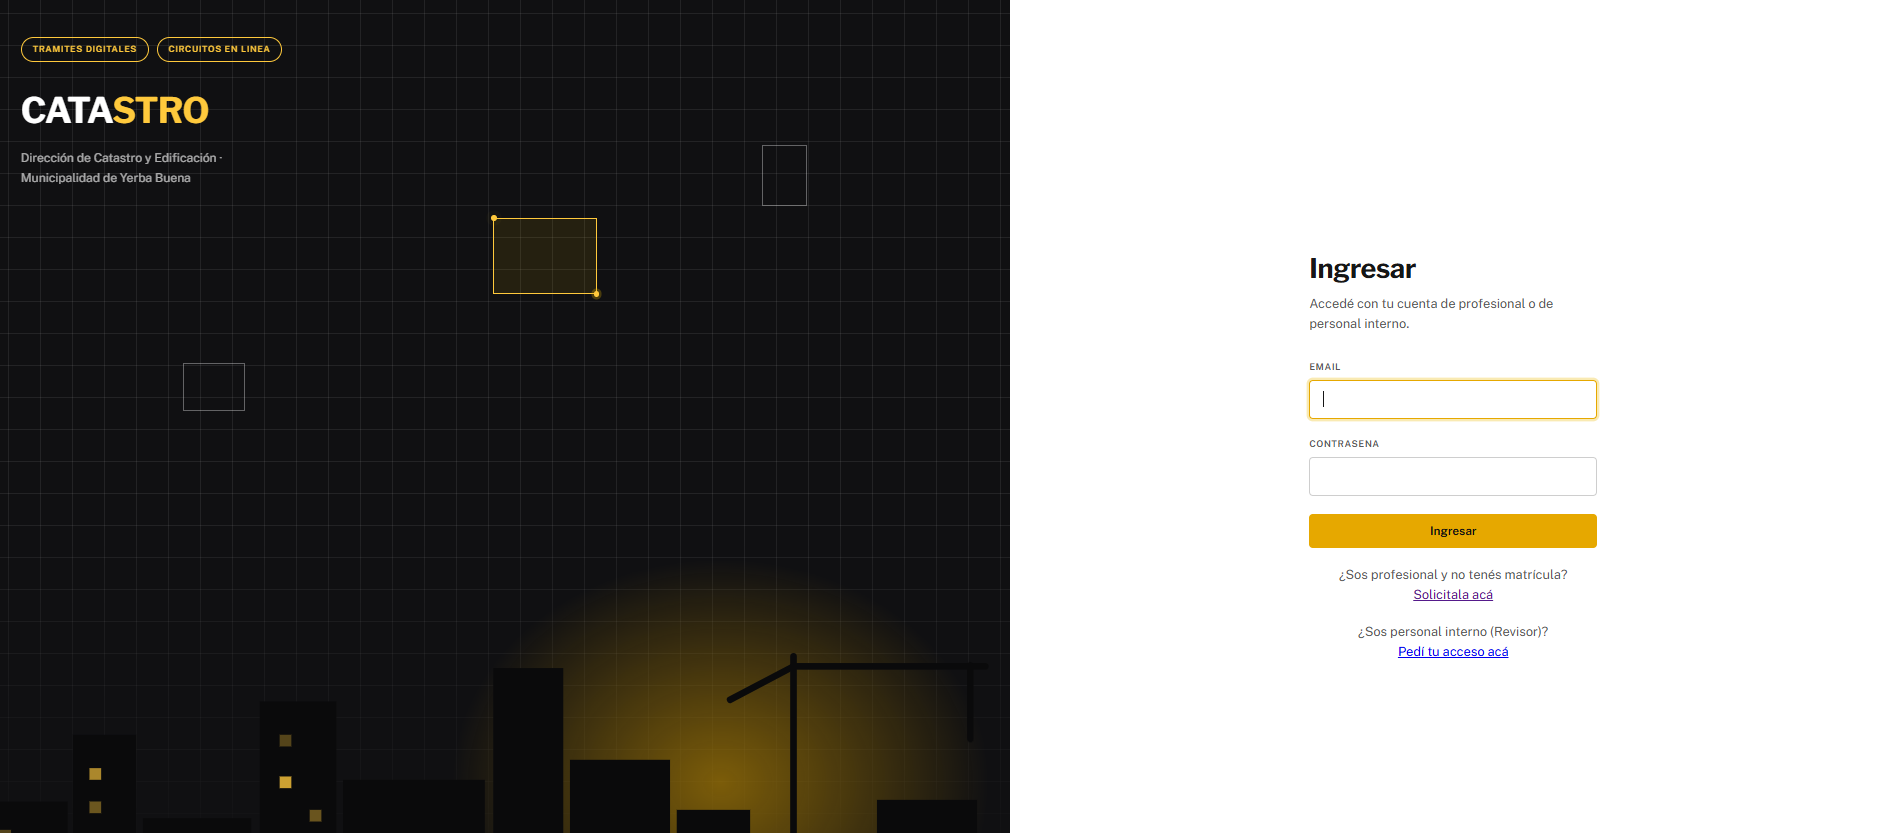 TRAMITES DIGITALES
CIRCUITOS EN LINEA
CATASTRO
Dirección de Catastro y Edificación ·
Municipalidad de Yerba Buena
Ingresar
Accedé con tu cuenta de profesional o de
personal interno.
EMAIL
CONTRASENA
Ingresar
¿Sos profesional y no tenés matrícula?
Solicitala acá
¿Sos personal interno (Revisor)?
Pedí tu acceso acá